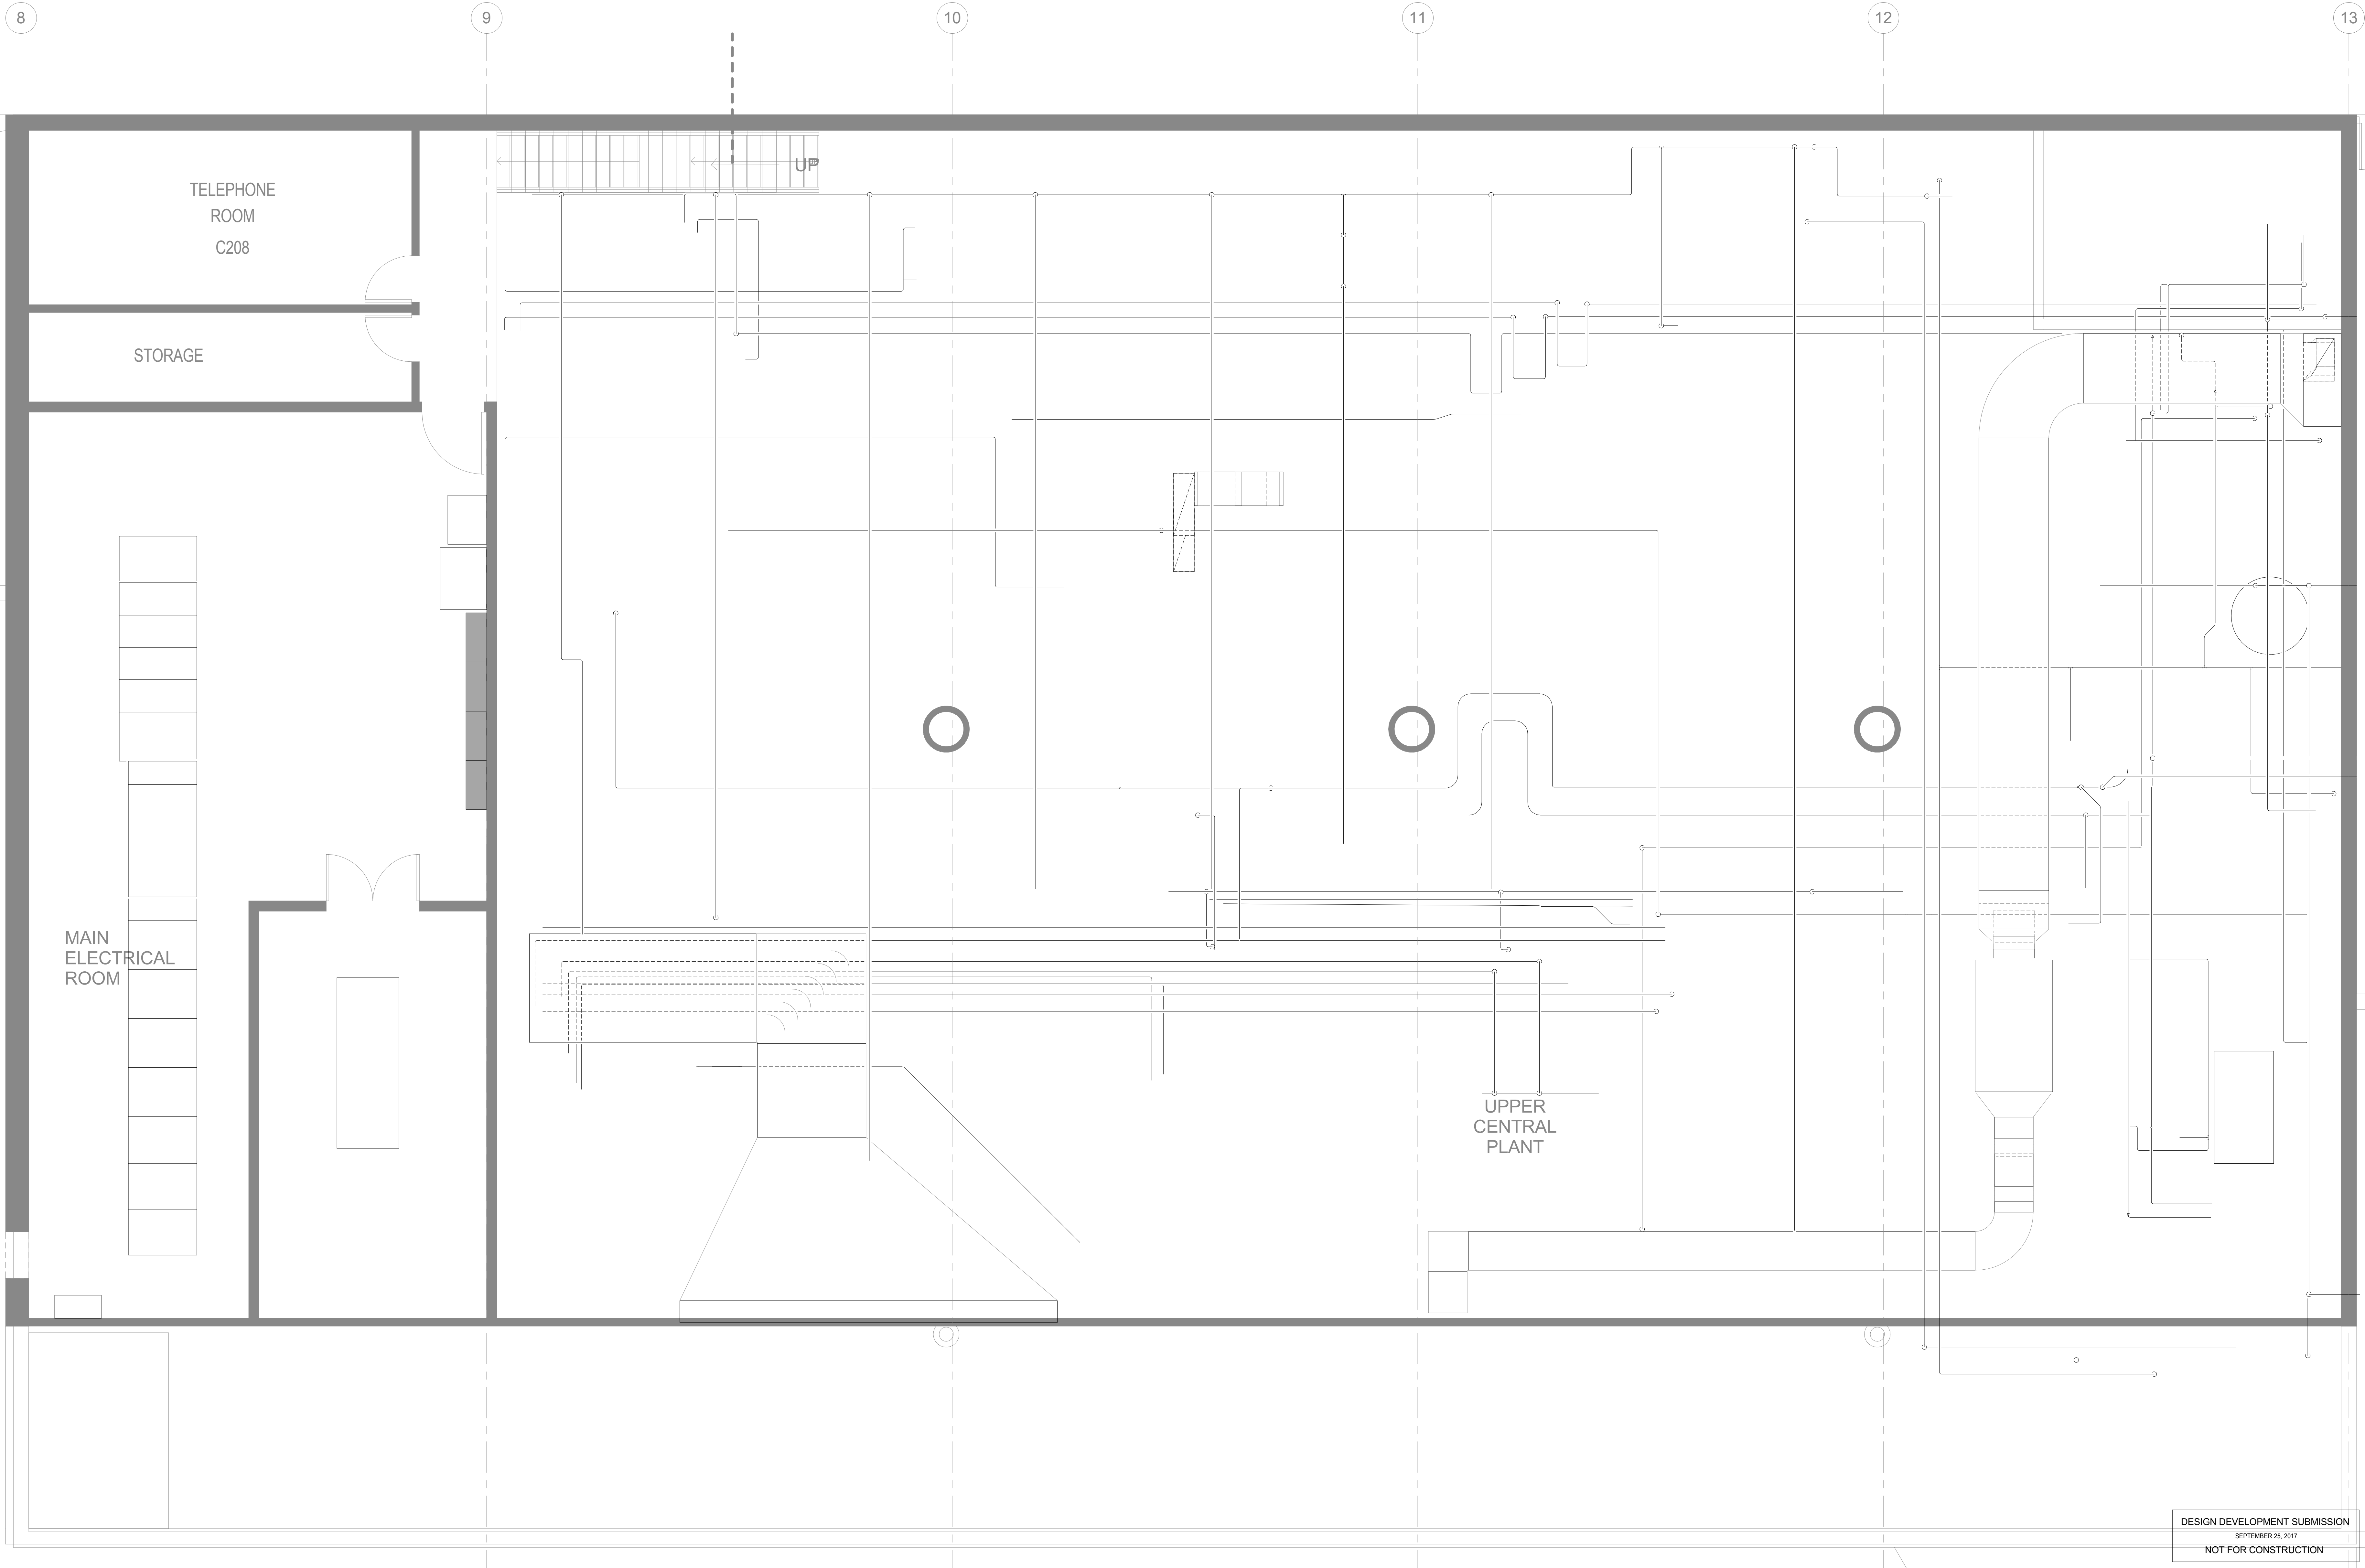 8
9
10
11
12
13
UP
TELEPHONE
ROOM
C208
STORAGE
MAIN
ELECTRICAL
ROOM
UPPER
CENTRAL
PLANT
DESIGN DEVELOPMENT SUBMISSION
SEPTEMBER 25, 2017
NOT FOR CONSTRUCTION